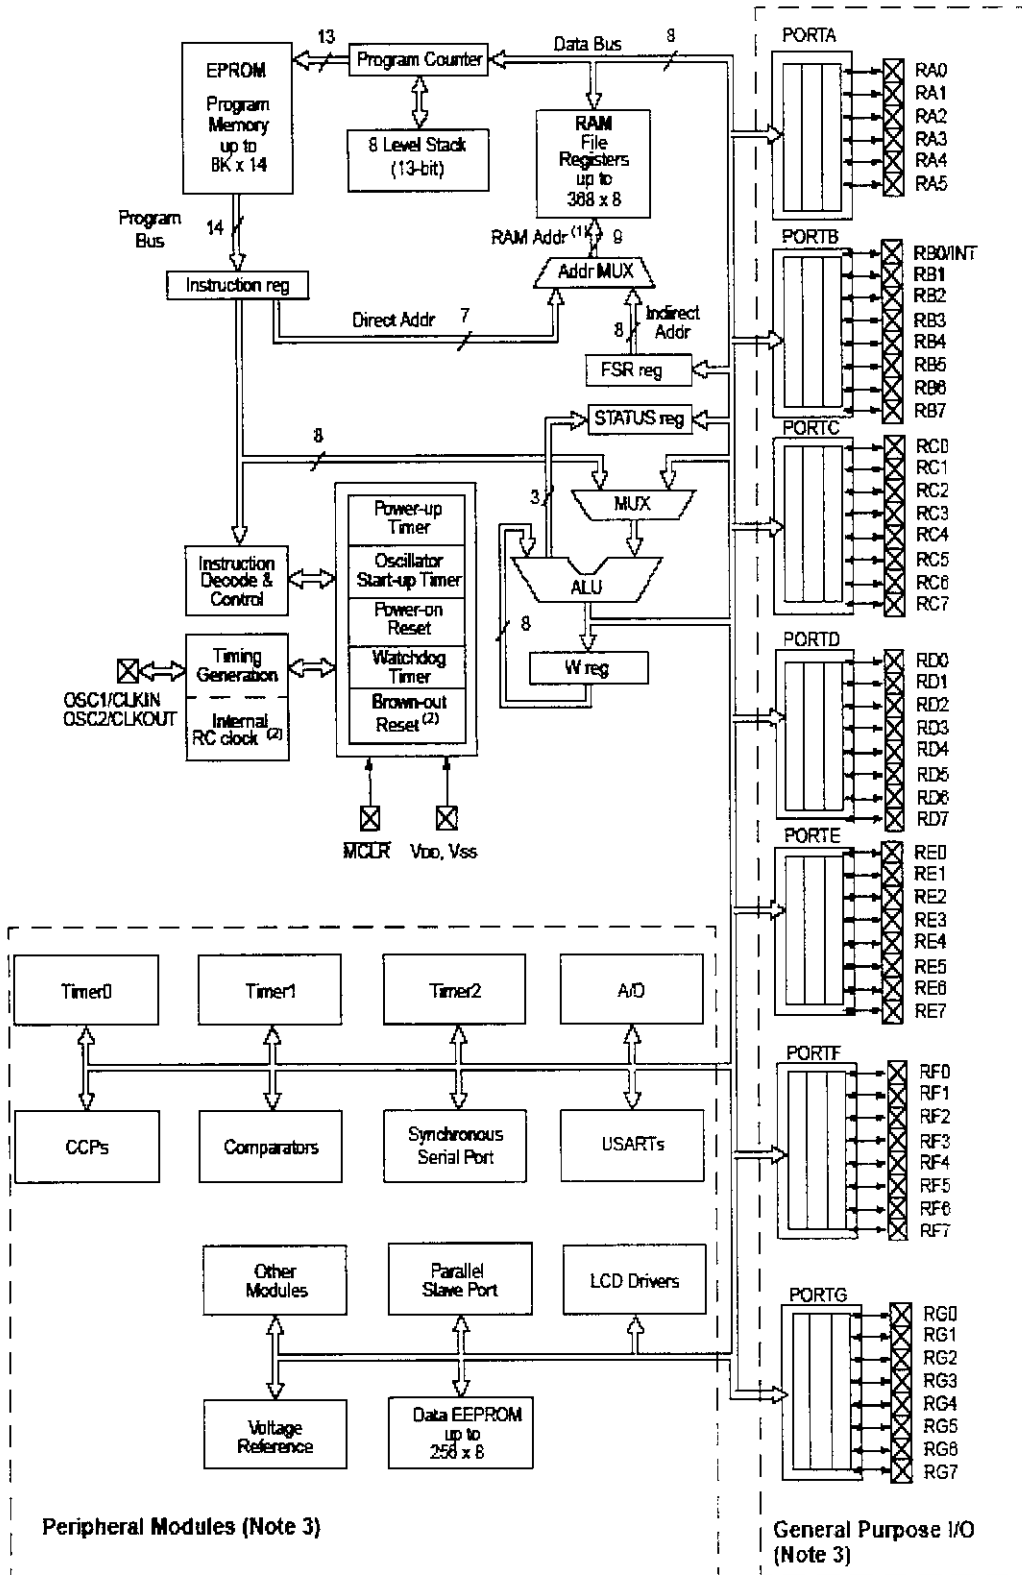 EPROM
Program
Memory
up to
8K x 14
13
Program Counter
8 Level Stack
(13-bit)
Data Bus
8
RAM
File
Registers
up to
368 x 8
Program
Bus
14
RAM Addr (1)
9
Addr MUX
Instruction reg
Direct Addr
7
8
Indirect
Addr
FSR reg
STATUS reg
8
3
MUX
ALU
8
W reg
Power-up
Timer
Oscillator
Start-up Timer
Power-on
Reset
Watchdog
Timer
Brown-out
Reset (2)
Instruction
Decode &
Control
Timing
Generation
Internal
RC clock (2)
OSC1/CLKIN
OSC2/CLKOUT
MCLR
VDD, VSS
PORTA
RA0
RA1
RA2
RA3
RA4
RA5
PORTB
RB0/INT
RB1
RB2
RB3
RB4
RB5
RB6
RB7
PORTC
RC0
RC1
RC2
RC3
RC4
RC5
RC6
RC7
PORTD
RD0
RD1
RD2
RD3
RD4
RD5
RD6
RD7
PORTE
RE0
RE1
RE2
RE3
RE4
RE5
RE6
RE7
PORTF
RF0
RF1
RF2
RF3
RF4
RF5
RF6
RF7
PORTG
RG0
RG1
RG2
RG3
RG4
RG5
RG6
RG7
Timer0
Timer1
Timer2
A/D
CCPs
Comparators
Synchronous
Serial Port
USARTs
Other
Modules
Parallel
Slave Port
LCD Drivers
Voltage
Reference
Data EEPROM
up to
256 x 8
Peripheral Modules (Note 3)
General Purpose I/O
(Note 3)